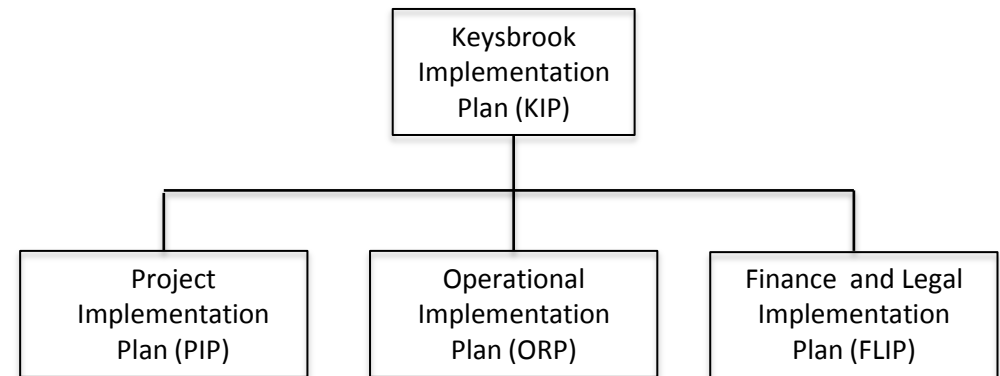 Keysbrook
Implementation
Plan (KIP)
Project
Implementation
Plan (PIP)
Operational
Implementation
Plan (ORP)
Finance and Legal
Implementation
Plan (FLIP)